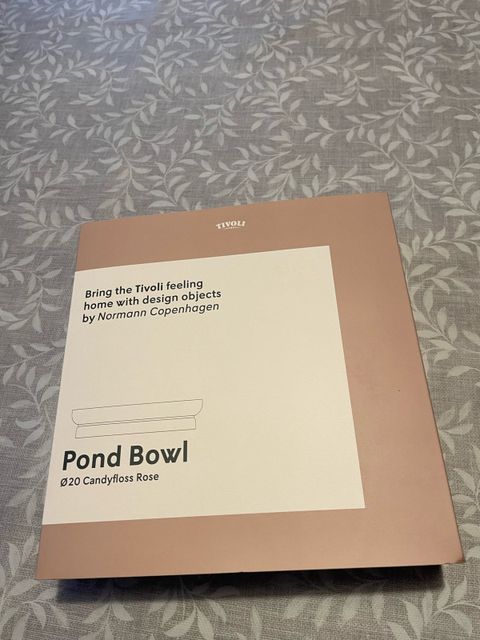 TIVOLI
Bring the Tivoli feeling
home with design objects
by Normann Copenhagen
Pond Bowl
Ø20 Candyfloss Rose